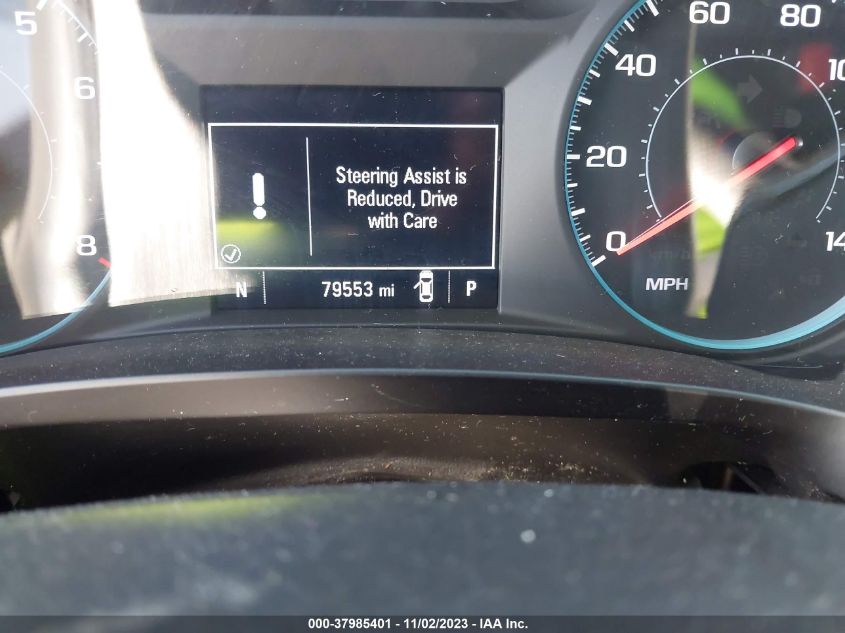 5
6
8
Steering Assist is
Reduced, Drive
with Care
N 79553 mi P
0 20 40 60 80
MPH
000-37985401 - 11/02/2023 - IAA Inc.